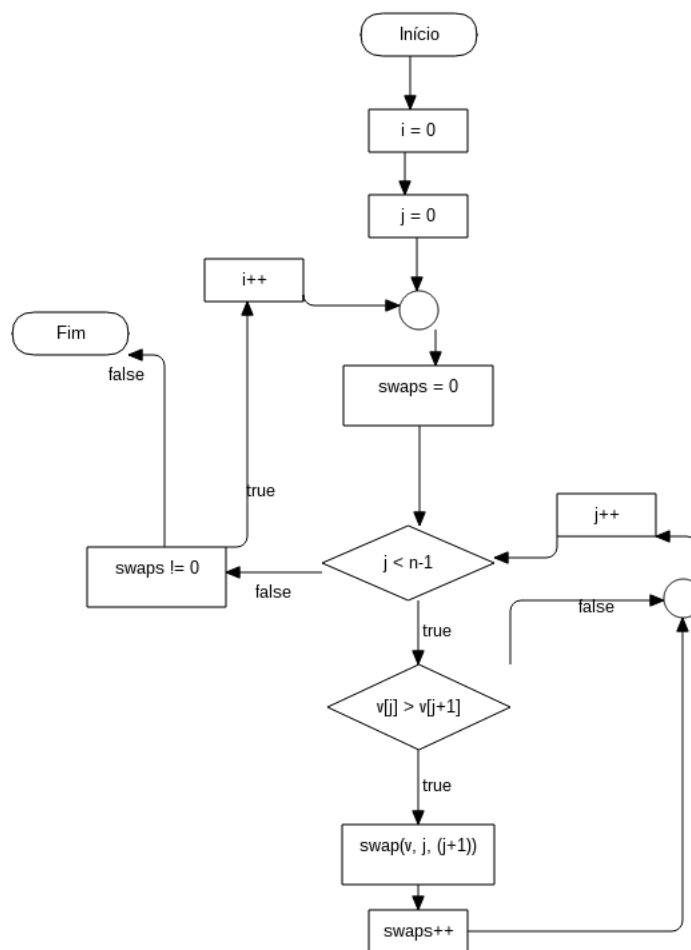 Início
i = 0
j = 0
i++
Fim
false
swaps = 0
true
j++
swaps != 0
j < n-1
false
false
true
v[j] > v[j+1]
true
swap(v, j, (j+1))
swaps++